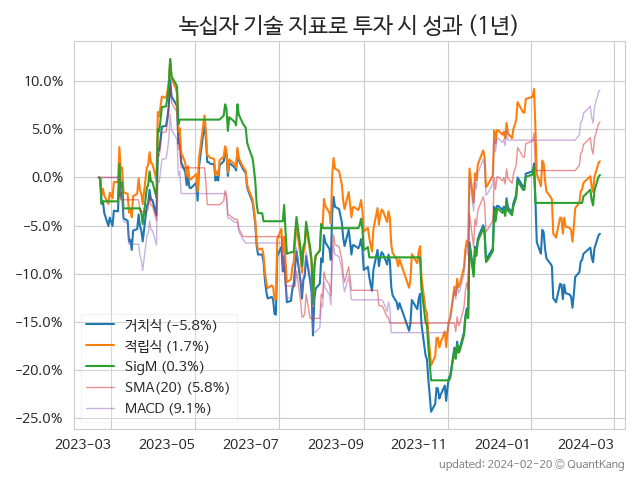 녹십자 기술 지표로 투자 시 성과 (1년)
10.0%
5.0%
0.0%
−5.0%
−10.0%
−15.0%
−20.0%
−25.0%
거치식 (−5.8%)
적립식 (1.7%)
SigM (0.3%)
SMA(20) (5.8%)
MACD (9.1%)
2023-03 2023-05 2023-07 2023-09 2023-11 2024-01 2024-03
updated: 2024-02-20 © QuantKang